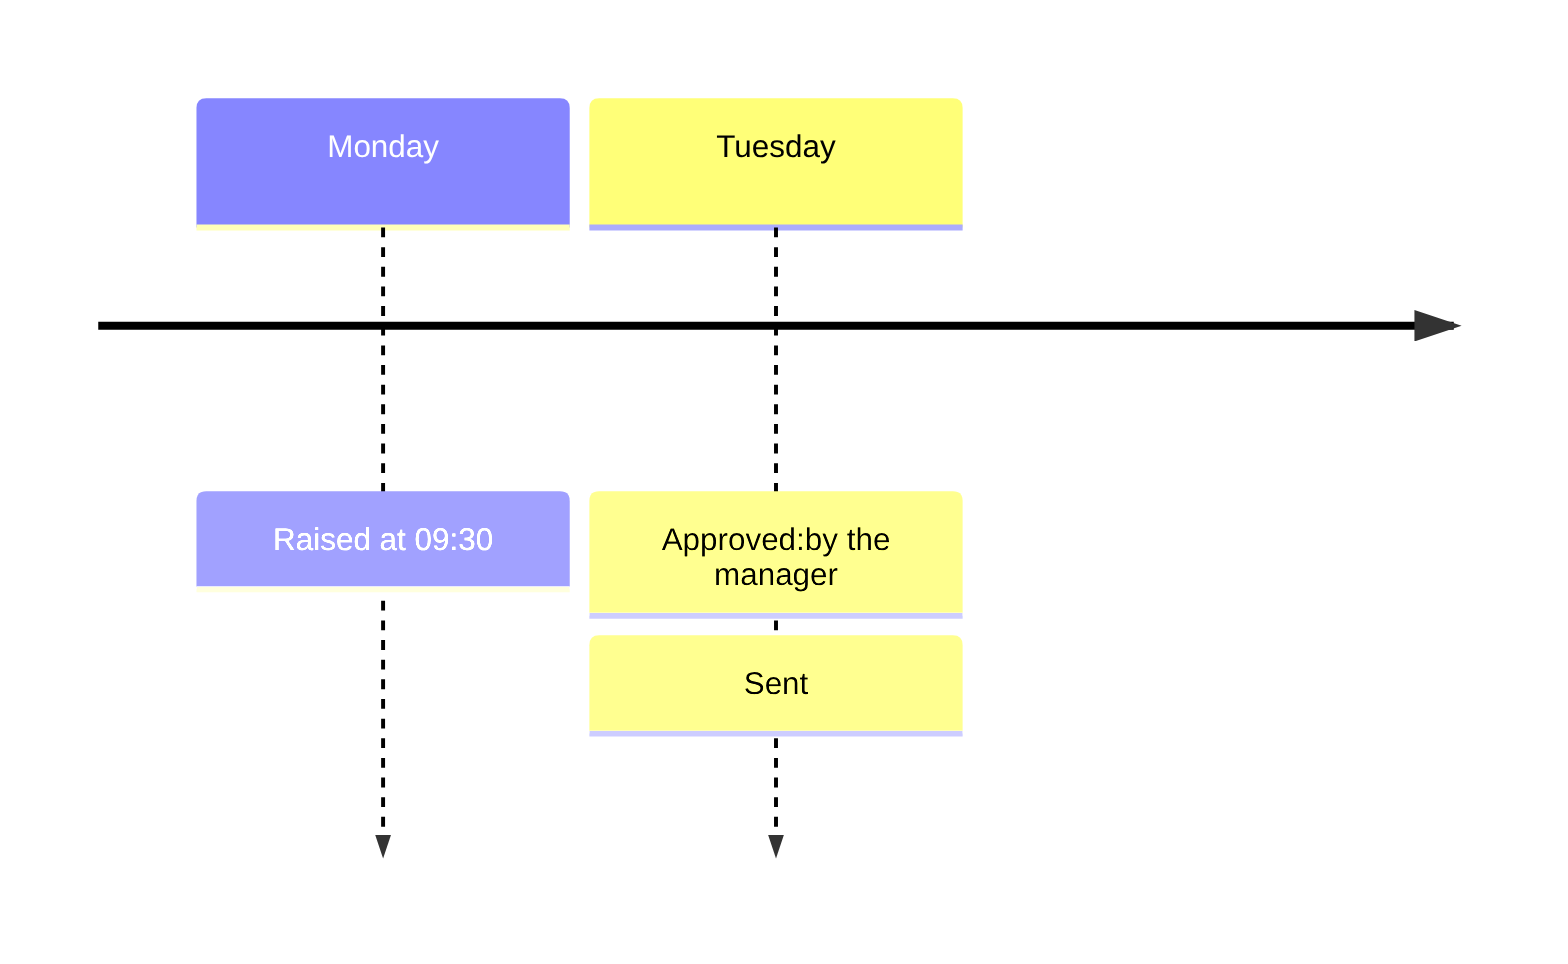 Monday
Tuesday
Raised at 09:30
Approved:by the
manager
Sent